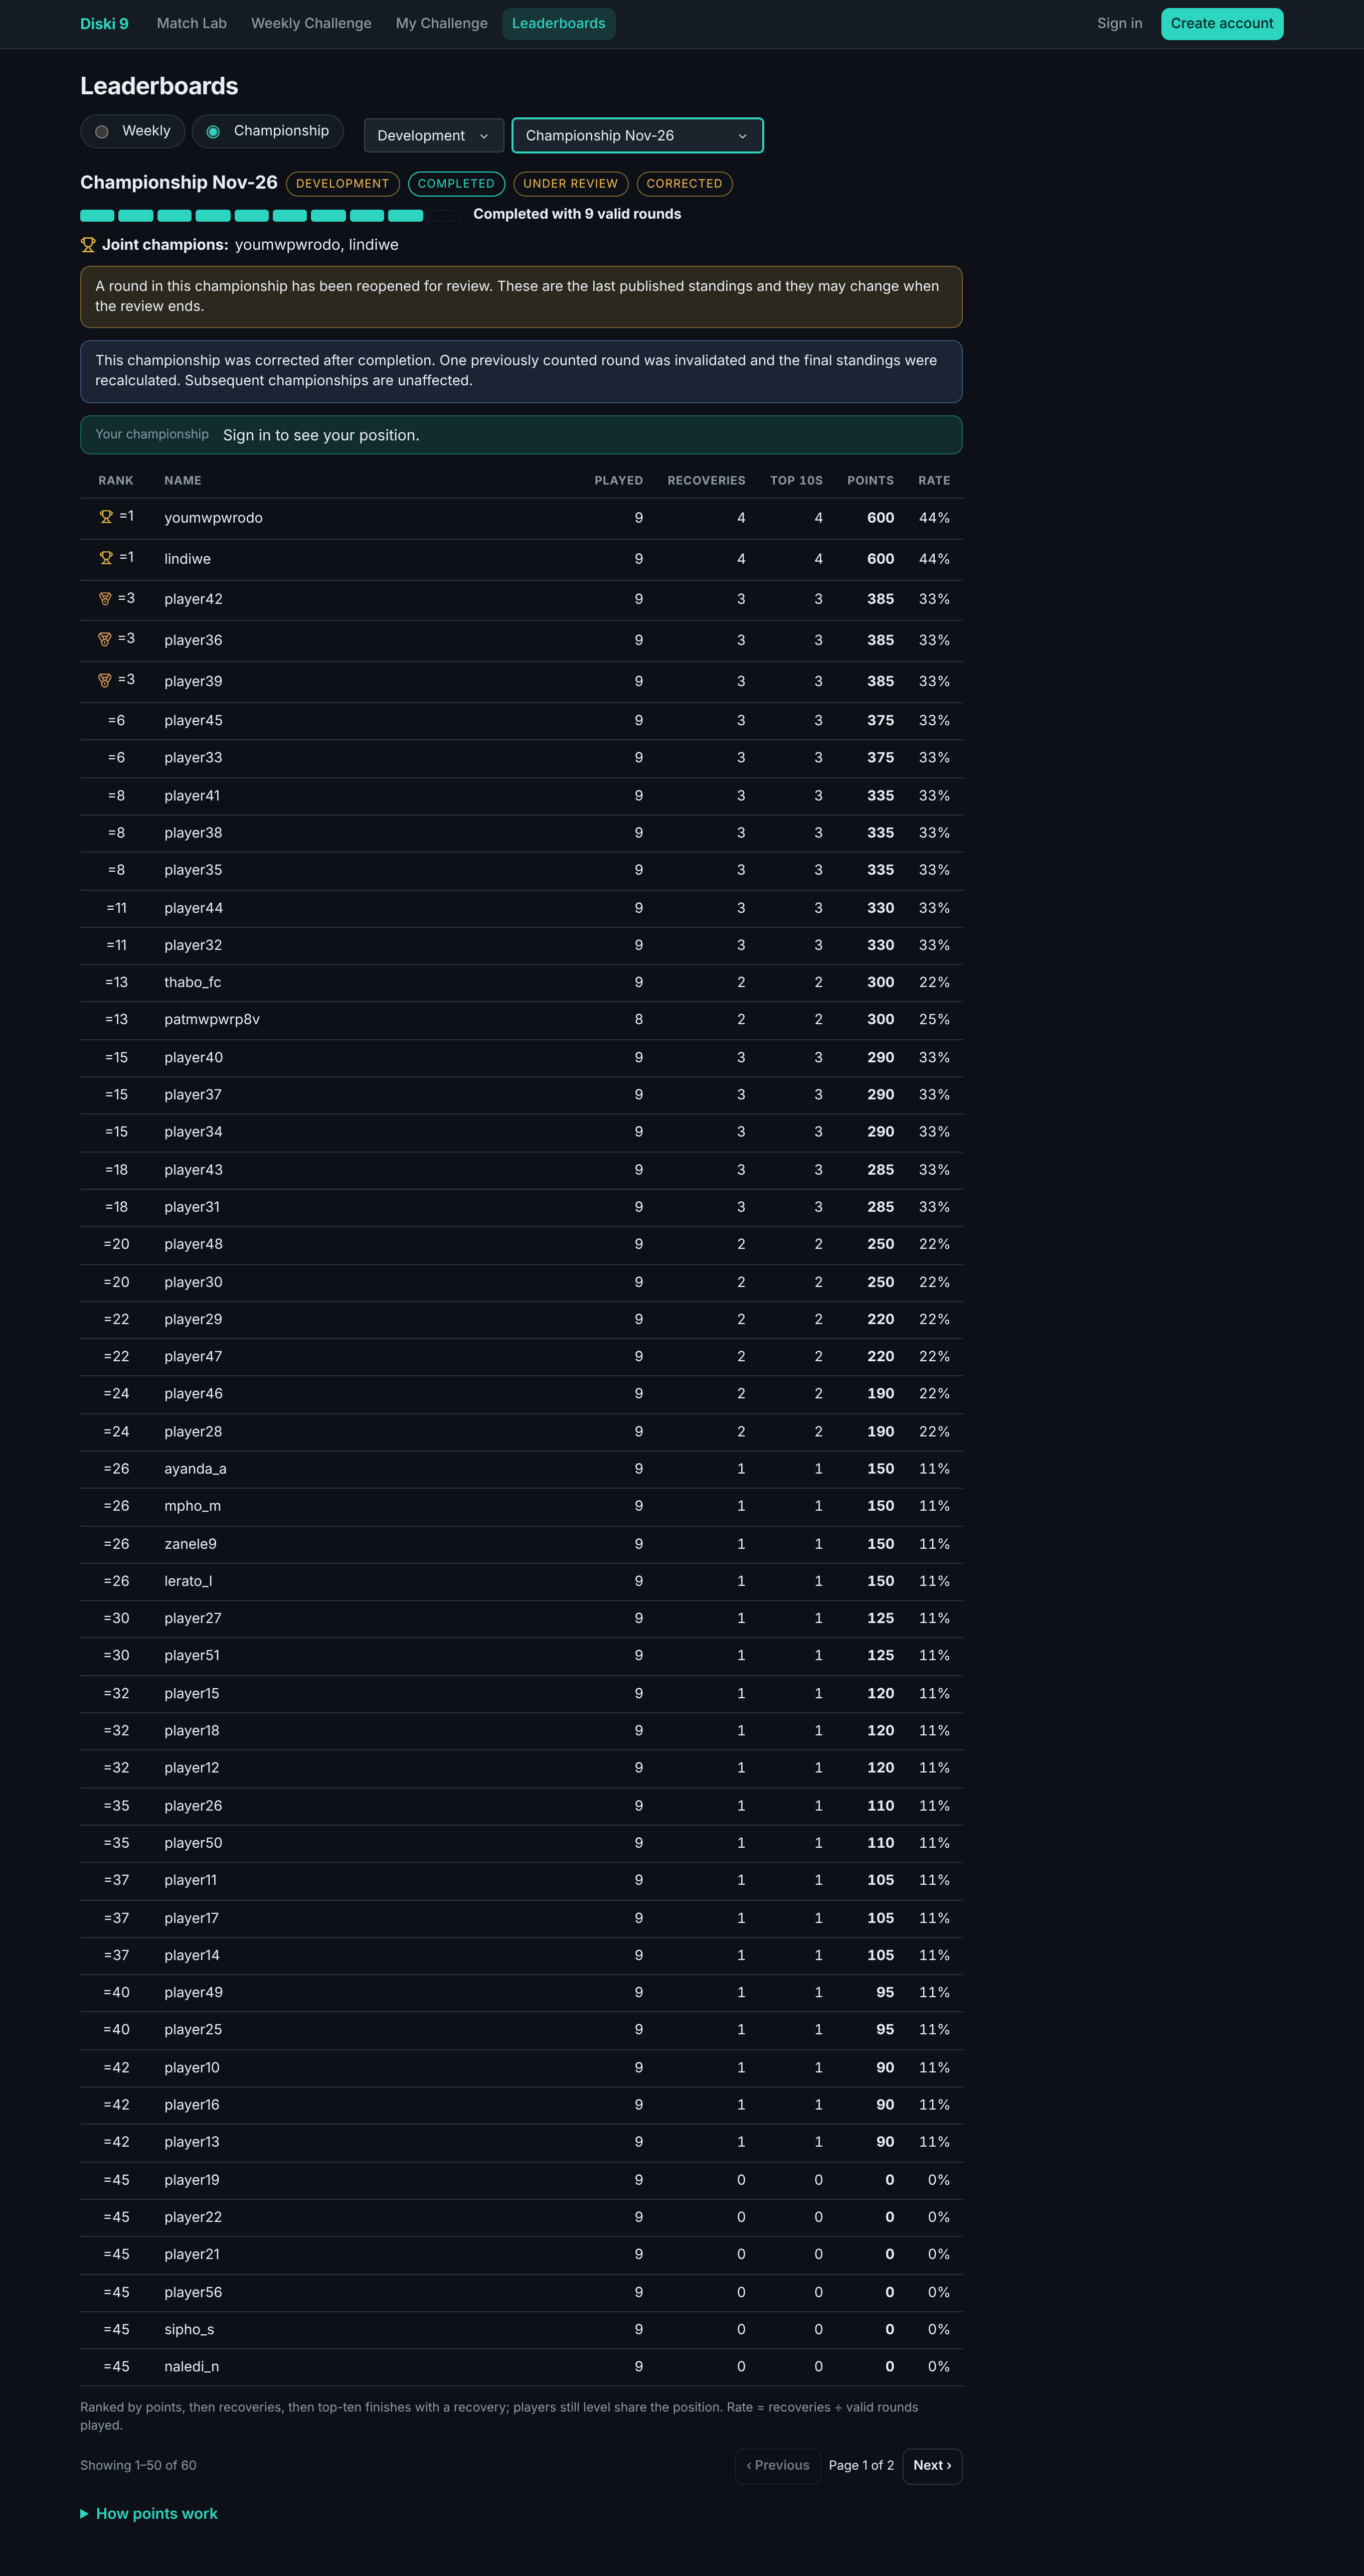 Diski 9 Match Lab Weekly Challenge My Challenge Leaderboards Sign in Create account
Leaderboards
Weekly Championship Development Championship Nov-26
Championship Nov-26 DEVELOPMENT COMPLETED UNDER REVIEW CORRECTED
Completed with 9 valid rounds
Joint champions: youmwpwrodo, lindiwe
A round in this championship has been reopened for review. These are the last published standings and they may change when
the review ends.
This championship was corrected after completion. One previously counted round was invalidated and the final standings were
recalculated. Subsequent championships are unaffected.
Your championship Sign in to see your position.
RANK NAME PLAYED RECOVERIES TOP 10S POINTS RATE
=1 youmwpwrodo 9 4 4 600 44%
=1 lindiwe 9 4 4 600 44%
=3 player42 9 3 3 385 33%
=3 player36 9 3 3 385 33%
=3 player39 9 3 3 385 33%
=6 player45 9 3 3 375 33%
=6 player33 9 3 3 375 33%
=8 player41 9 3 3 335 33%
=8 player38 9 3 3 335 33%
=8 player35 9 3 3 335 33%
=11 player44 9 3 3 330 33%
=11 player32 9 3 3 330 33%
=13 thabo_fc 9 2 2 300 22%
=13 patmwpwrp8v 8 2 2 300 25%
=15 player40 9 3 3 290 33%
=15 player37 9 3 3 290 33%
=15 player34 9 3 3 290 33%
=18 player43 9 3 3 285 33%
=18 player31 9 3 3 285 33%
=20 player48 9 2 2 250 22%
=20 player30 9 2 2 250 22%
=22 player29 9 2 2 220 22%
=22 player47 9 2 2 220 22%
=24 player46 9 2 2 190 22%
=24 player28 9 2 2 190 22%
=26 ayanda_a 9 1 1 150 11%
=26 mpho_m 9 1 1 150 11%
=26 zanele9 9 1 1 150 11%
=26 lerato_l 9 1 1 150 11%
=30 player27 9 1 1 125 11%
=30 player51 9 1 1 125 11%
=32 player15 9 1 1 120 11%
=32 player18 9 1 1 120 11%
=32 player12 9 1 1 120 11%
=35 player26 9 1 1 110 11%
=35 player50 9 1 1 110 11%
=37 player11 9 1 1 105 11%
=37 player17 9 1 1 105 11%
=37 player14 9 1 1 105 11%
=40 player49 9 1 1 95 11%
=40 player25 9 1 1 95 11%
=42 player10 9 1 1 90 11%
=42 player16 9 1 1 90 11%
=42 player13 9 1 1 90 11%
=45 player19 9 0 0 0 0%
=45 player22 9 0 0 0 0%
=45 player21 9 0 0 0 0%
=45 player56 9 0 0 0 0%
=45 sipho_s 9 0 0 0 0%
=45 naledi_n 9 0 0 0 0%
Ranked by points, then recoveries, then top-ten finishes with a recovery; players still level share the position. Rate = recoveries ÷ valid rounds
played.
Showing 1–50 of 60 ‹ Previous Page 1 of 2 Next ›
How points work